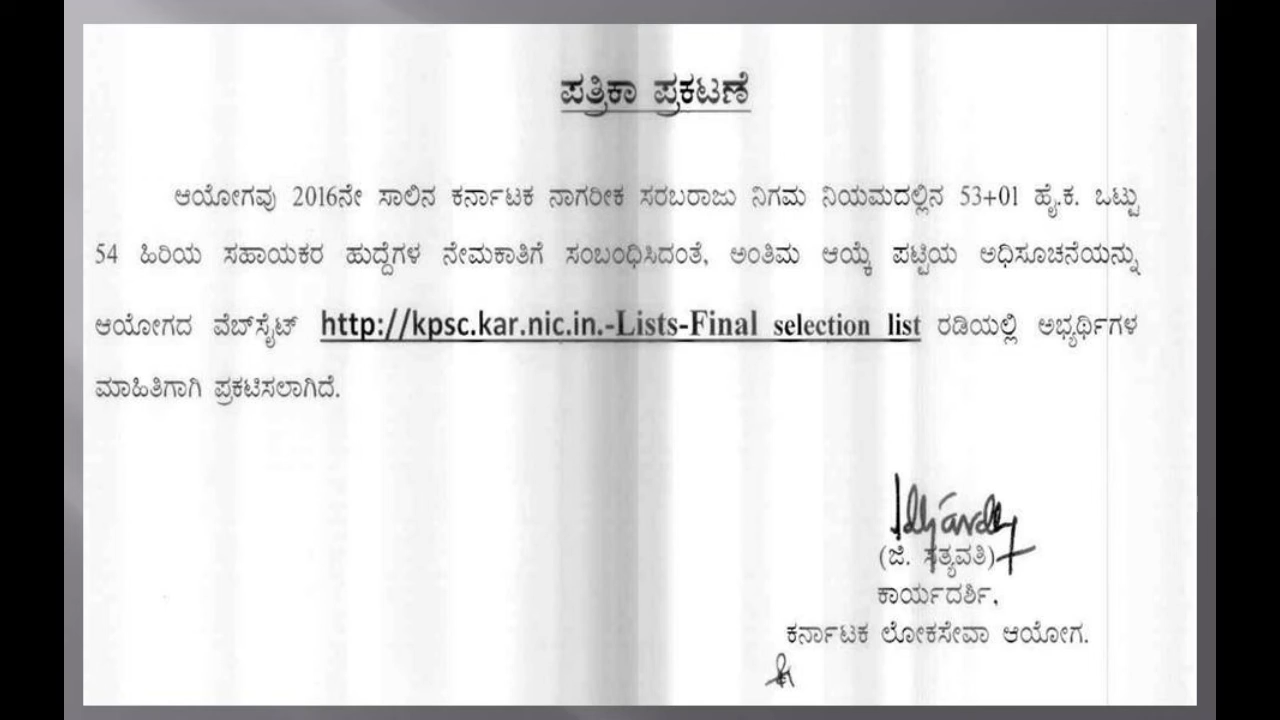 ಪತ್ರಿಕಾ ಪ್ರಕಟಣೆ
ಆಯೋಗವು 2016ನೇ ಸಾಲಿನ ಕರ್ನಾಟಕ ನಾಗರೀಕ ಸರಬರಾಜು ನಿಗಮ ನಿಯಮದಲ್ಲಿನ 53+01 ಹೈ.ಕ. ಒಟ್ಟು
54 ಹಿರಿಯ ಸಹಾಯಕರ ಹುದ್ದೆಗಳ ನೇಮಕಾತಿಗೆ ಸಂಬಂಧಿಸಿದಂತೆ, ಅಂತಿಮ ಆಯ್ಕೆ ಪಟ್ಟಿಯ ಅಧಿಸೂಚನೆಯನ್ನು
ಆಯೋಗದ ವೆಬ್‌ಸೈಟ್ http://kpsc.kar.nic.in.-Lists-Final selection list ರಡಿಯಲ್ಲಿ ಅಭ್ಯರ್ಥಿಗಳ
ಮಾಹಿತಿಗಾಗಿ ಪ್ರಕಟಿಸಲಾಗಿದೆ.
(ಜಿ. ಸತ್ಯವತಿ)
ಕಾರ್ಯದರ್ಶಿ,
ಕರ್ನಾಟಕ ಲೋಕಸೇವಾ ಆಯೋಗ.